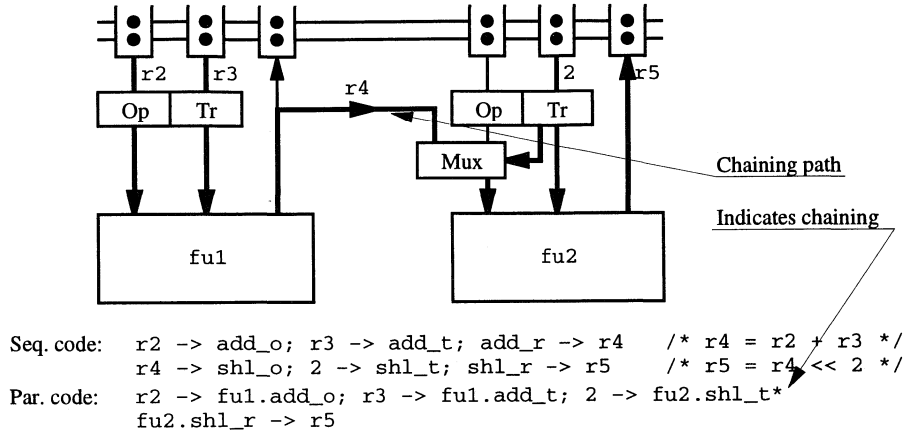 r2 r3 r4 2 r5
Op Tr Op Tr
Mux
Chaining path
Indicates chaining
fu1 fu2
Seq. code: r2 -> add_o; r3 -> add_t; add_r -> r4 /* r4 = r2 + r3 */
r4 -> shl_o; 2 -> shl_t; shl_r -> r5 /* r5 = r4 << 2 */
Par. code: r2 -> fu1.add_o; r3 -> fu1.add_t; 2 -> fu2.shl_t*
fu2.shl_r -> r5